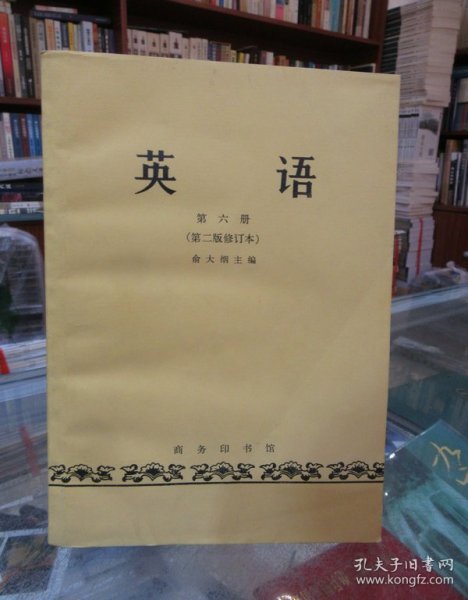 英 语
第 六 册
（第二版修订本）
俞大絪主编
商务印书馆
孔夫子旧书网
www.kongfz.com